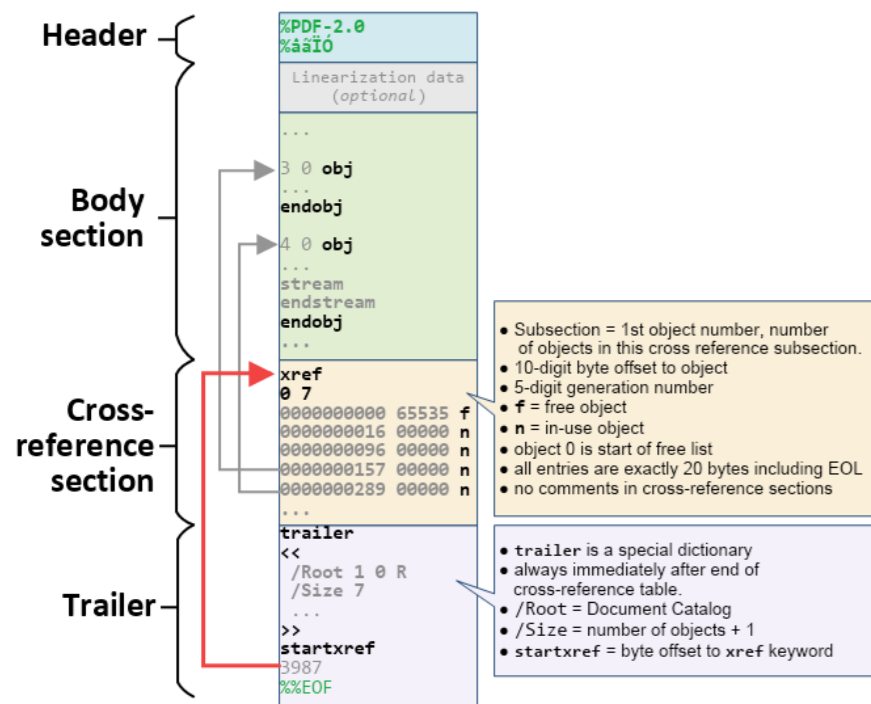 Header
%PDF-2.0
%âãÏÓ
Linearization data
(optional)
Body
section
...
3 0 obj
...
endobj
4 0 obj
...
stream
endstream
endobj
...
Cross-
reference
section
xref
0 7
0000000000 65535 f
0000000016 00000 n
0000000096 00000 n
0000000157 00000 n
0000000289 00000 n
...
● Subsection = 1st object number, number
of objects in this cross reference subsection.
● 10-digit byte offset to object
● 5-digit generation number
● f = free object
● n = in-use object
● object 0 is start of free list
● all entries are exactly 20 bytes including EOL
● no comments in cross-reference sections
Trailer
trailer
<<
/Root 1 0 R
/Size 7
...
>>
startxref
3987
%%EOF
● trailer is a special dictionary
● always immediately after end of
cross-reference table.
● /Root = Document Catalog
● /Size = number of objects + 1
● startxref = byte offset to xref keyword